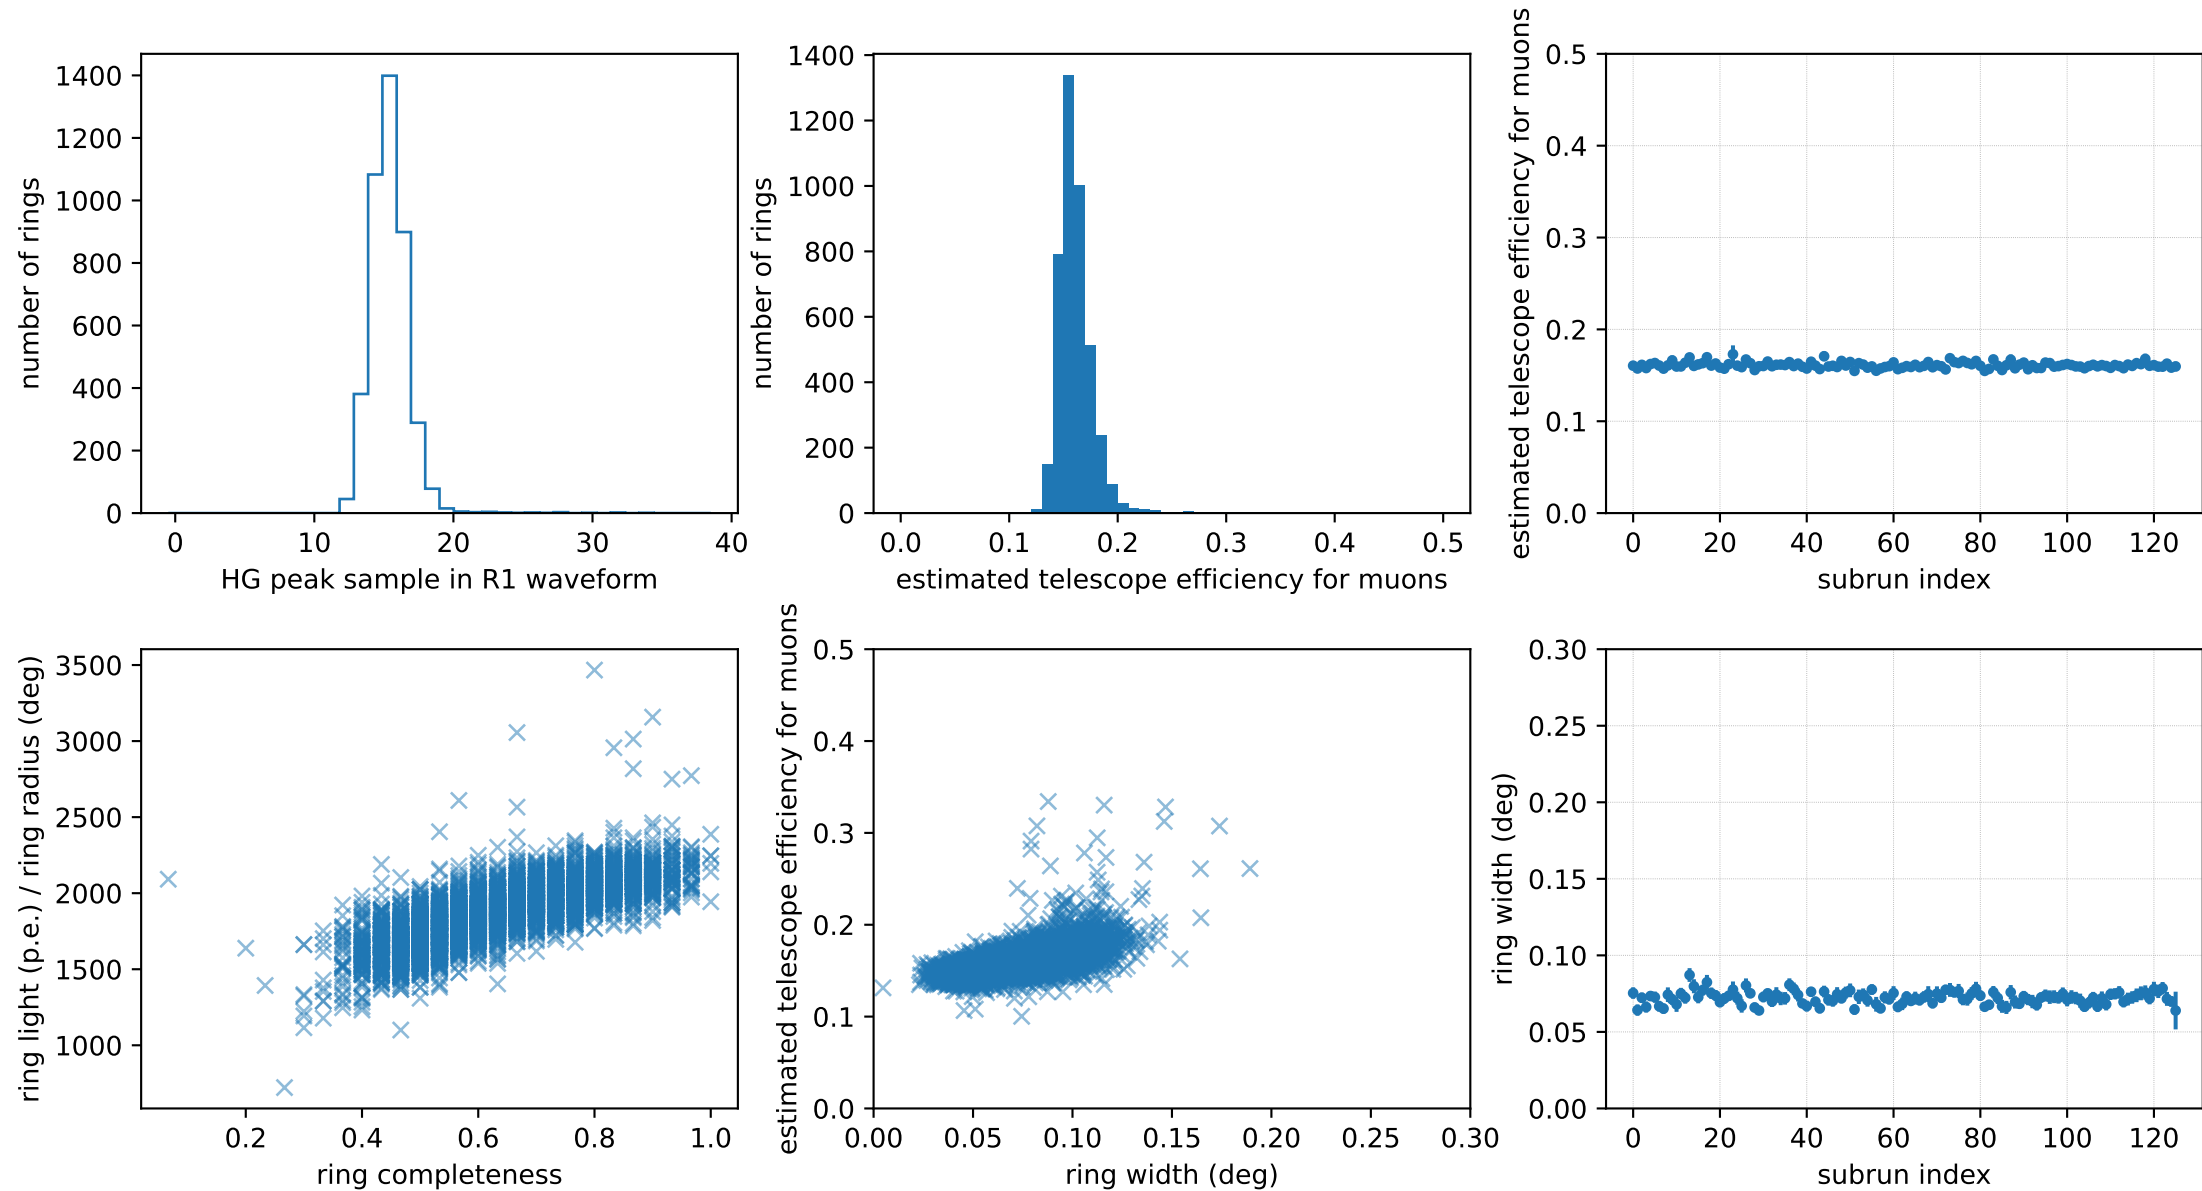 number of rings
1400
1200
1000
800
600
400
200
0
0 10 20 30 40
HG peak sample in R1 waveform
number of rings
1400
1200
1000
800
600
400
200
0
0.0 0.1 0.2 0.3 0.4 0.5
estimated telescope efficiency for muons
estimated telescope efficiency for muons
0.5
0.4
0.3
0.2
0.1
0.0
0 20 40 60 80 100 120
subrun index
ring light (p.e.) / ring radius (deg)
3500
3000
2500
2000
1500
1000
0.2 0.4 0.6 0.8 1.0
ring completeness
estimated telescope efficiency for muons
0.5
0.4
0.3
0.2
0.1
0.0
0.00 0.05 0.10 0.15 0.20 0.25 0.30
ring width (deg)
ring width (deg)
0.30
0.25
0.20
0.15
0.10
0.05
0.00
0 20 40 60 80 100 120
subrun index